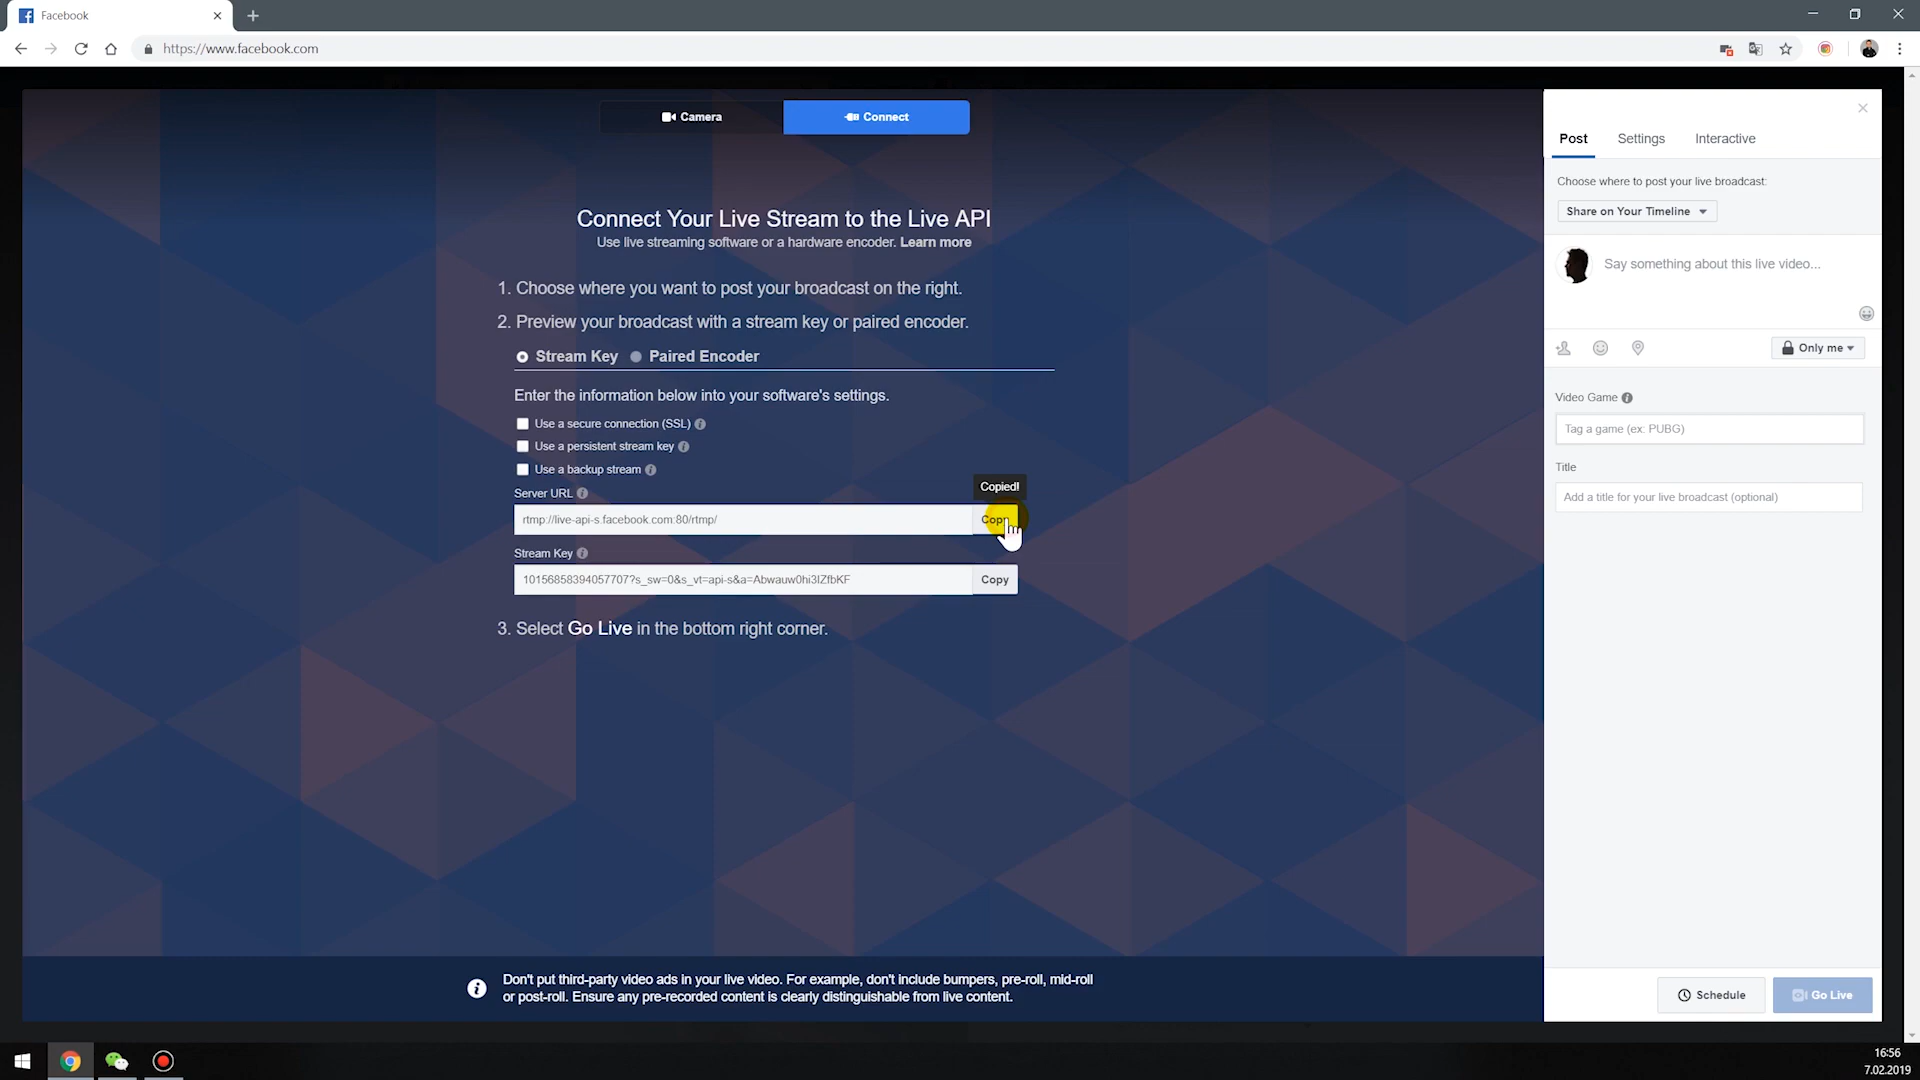 Facebook
https://www.facebook.com
Camera
Connect
Connect Your Live Stream to the Live API
Use live streaming software or a hardware encoder. Learn more
1. Choose where you want to post your broadcast on the right.
2. Preview your broadcast with a stream key or paired encoder.
Stream Key
Paired Encoder
Enter the information below into your software's settings.
Use a secure connection (SSL)
Use a persistent stream key
Use a backup stream
Server URL
Copied!
rtmp://live-api-s.facebook.com:80/rtmp/
Copy
Stream Key
10156858394057707?s_sw=0&s_vt=api-s&a=Abwauw0hi3IZfbKF
Copy
3. Select Go Live in the bottom right corner.
Don't put third-party video ads in your live video. For example, don't include bumpers, pre-roll, mid-roll
or post-roll. Ensure any pre-recorded content is clearly distinguishable from live content.
Post
Settings
Interactive
Choose where to post your live broadcast:
Share on Your Timeline
Say something about this live video...
Only me
Video Game
Tag a game (ex: PUBG)
Title
Add a title for your live broadcast (optional)
Schedule
Go Live
16:56
7.02.2019